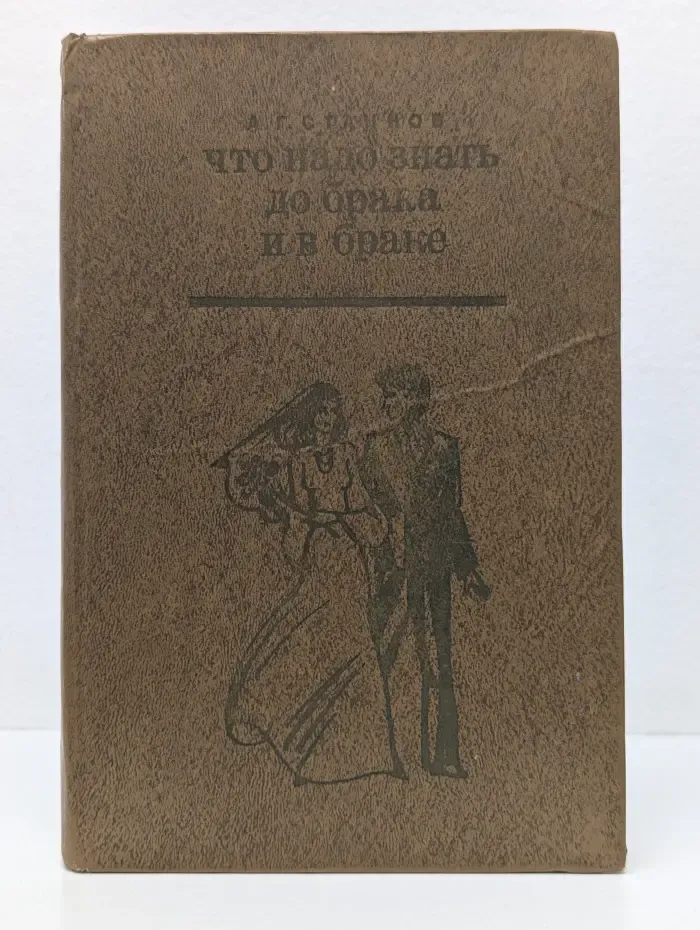 что надо знать
до брака
и в браке